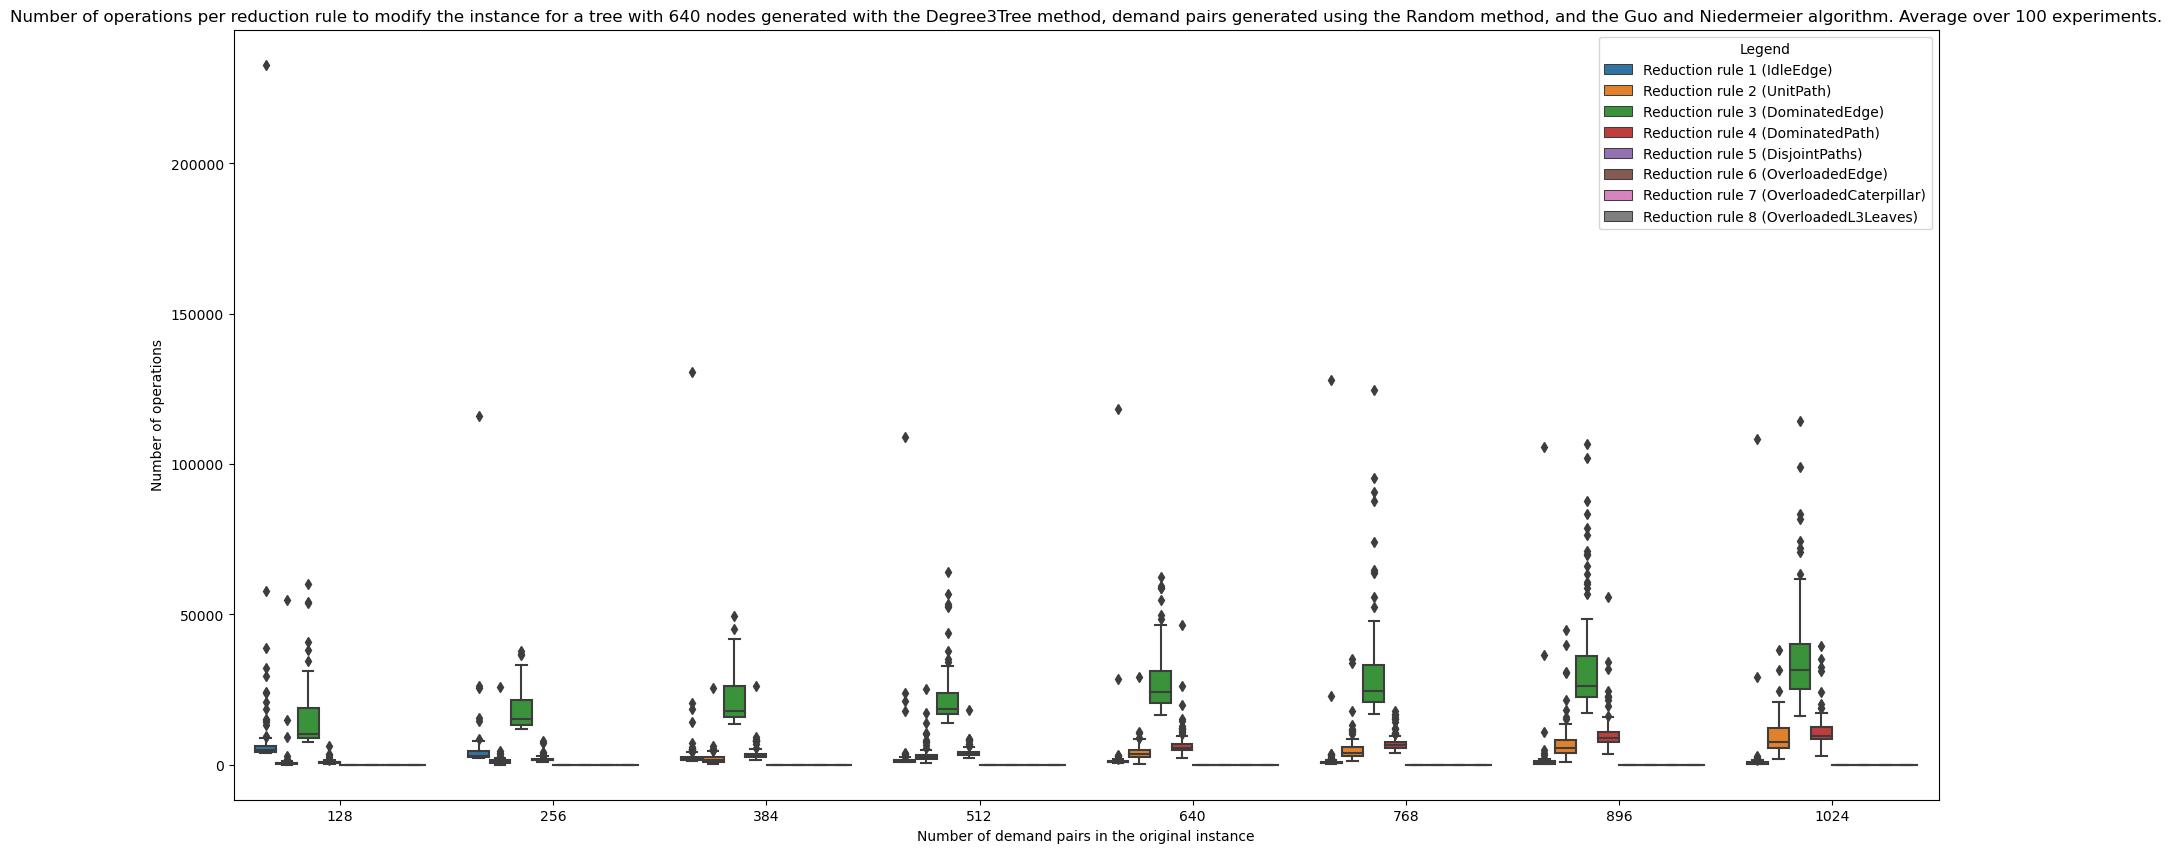 Number of operations per reduction rule to modify the instance for a tree with 640 nodes generated with the Degree3Tree method, demand pairs generated using the Random method, and the Guo and Niedermeier algorithm. Average over 100 experiments.
Legend
Reduction rule 1 (IdleEdge)
Reduction rule 2 (UnitPath)
Reduction rule 3 (DominatedEdge)
Reduction rule 4 (DominatedPath)
Reduction rule 5 (DisjointPaths)
Reduction rule 6 (OverloadedEdge)
Reduction rule 7 (OverloadedCaterpillar)
Reduction rule 8 (OverloadedL3Leaves)
Number of operations
200000
150000
100000
50000
0
128
256
384
512
640
768
896
1024
Number of demand pairs in the original instance